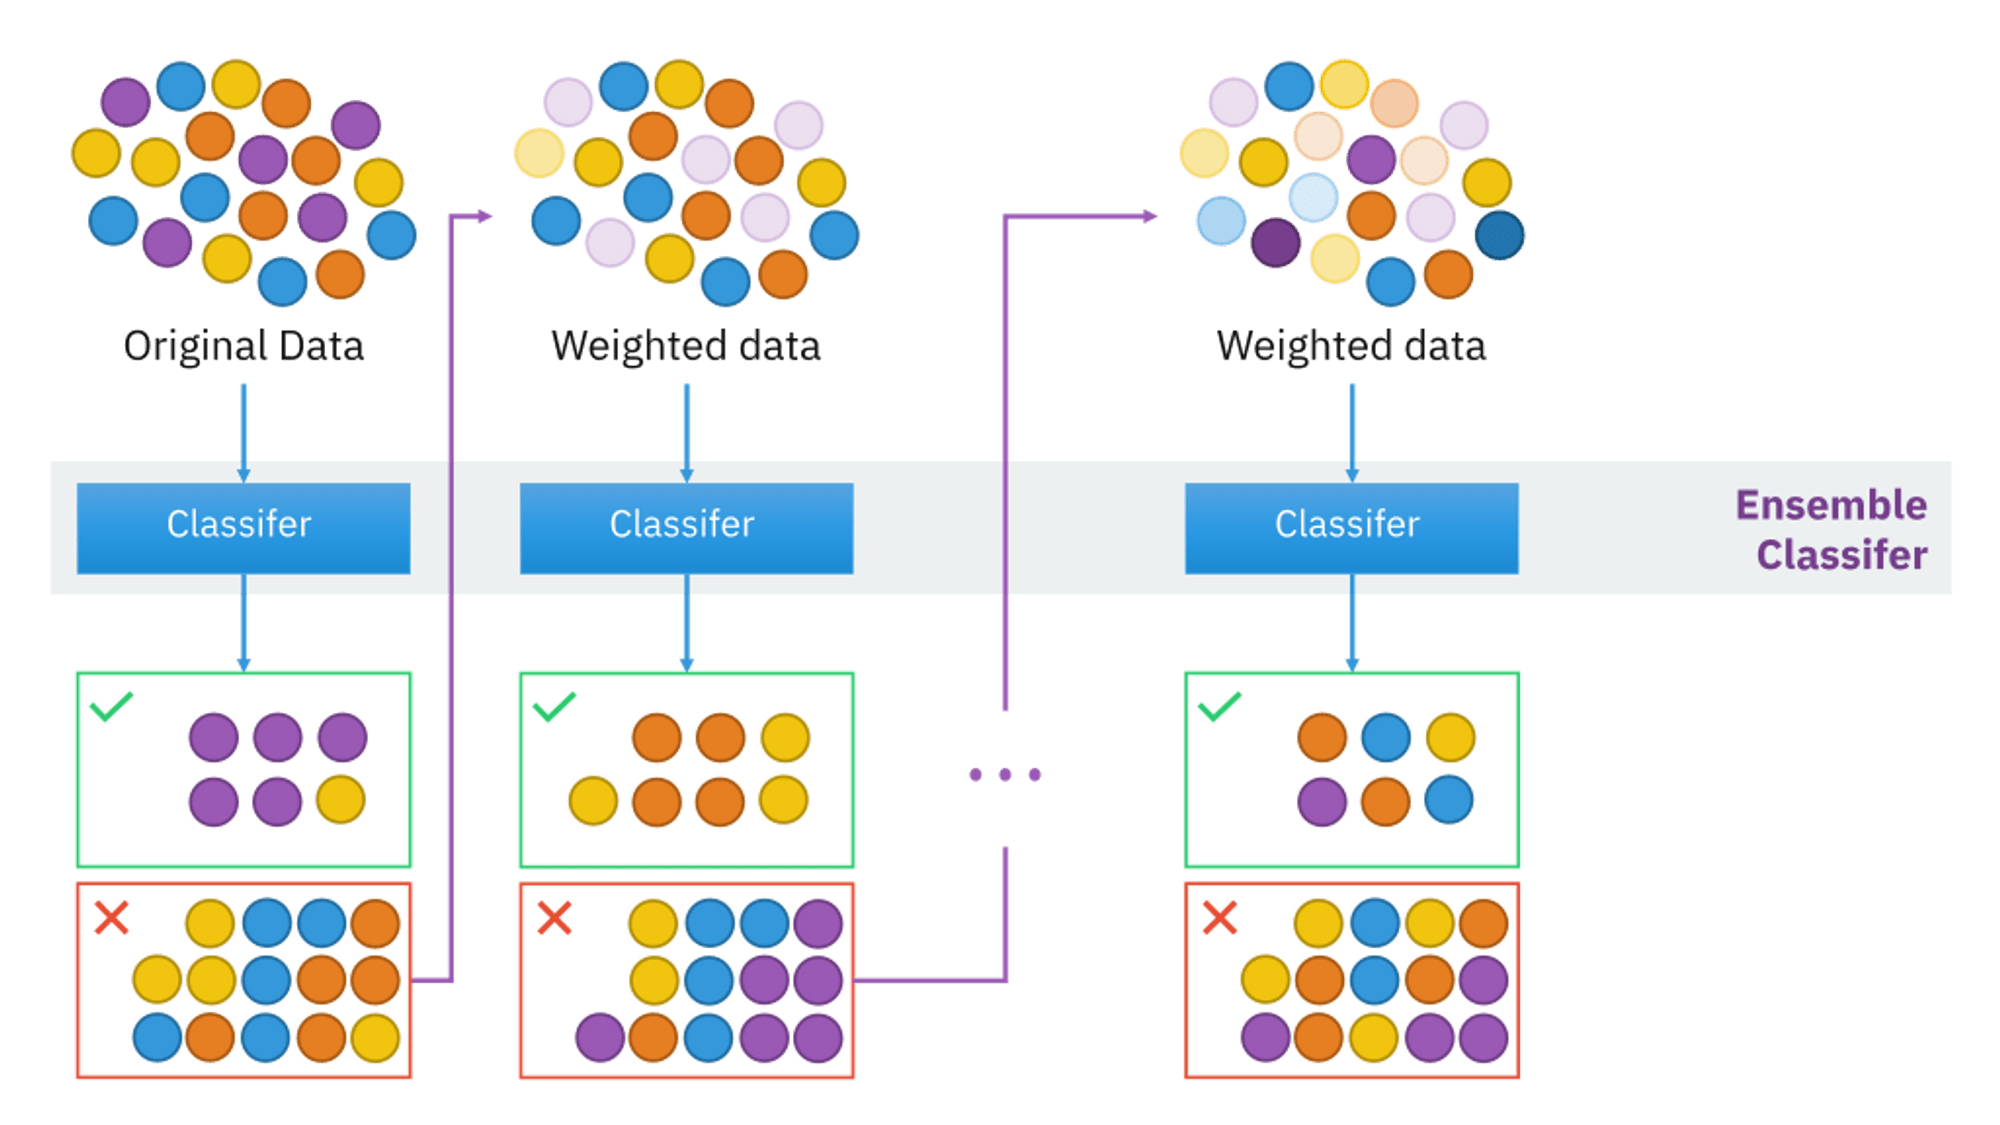 Original Data
Weighted data
Weighted data
Classifer
Classifer
Classifer
Ensemble
Classifer